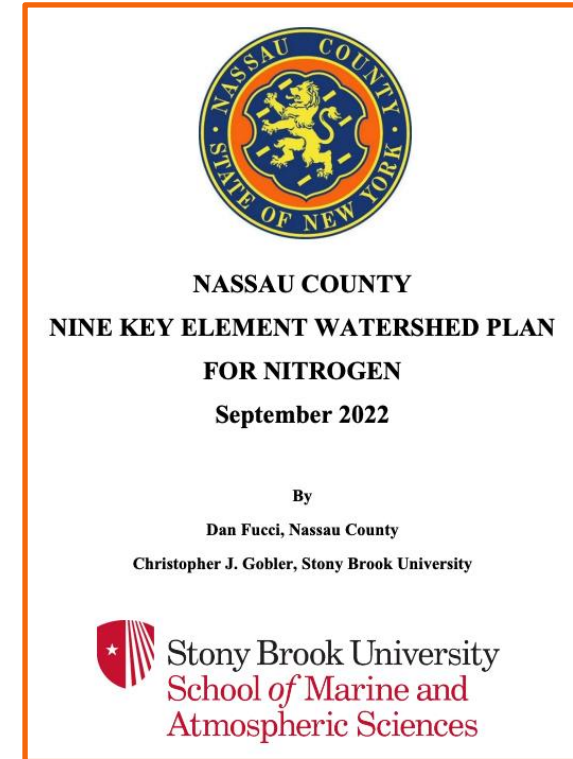 NASSAU COUNTY
STATE OF NEW YORK
NASSAU COUNTY
NINE KEY ELEMENT WATERSHED PLAN
FOR NITROGEN
September 2022
By
Dan Fucci, Nassau County
Christopher J. Gobler, Stony Brook University
Stony Brook University
School of Marine and
Atmospheric Sciences